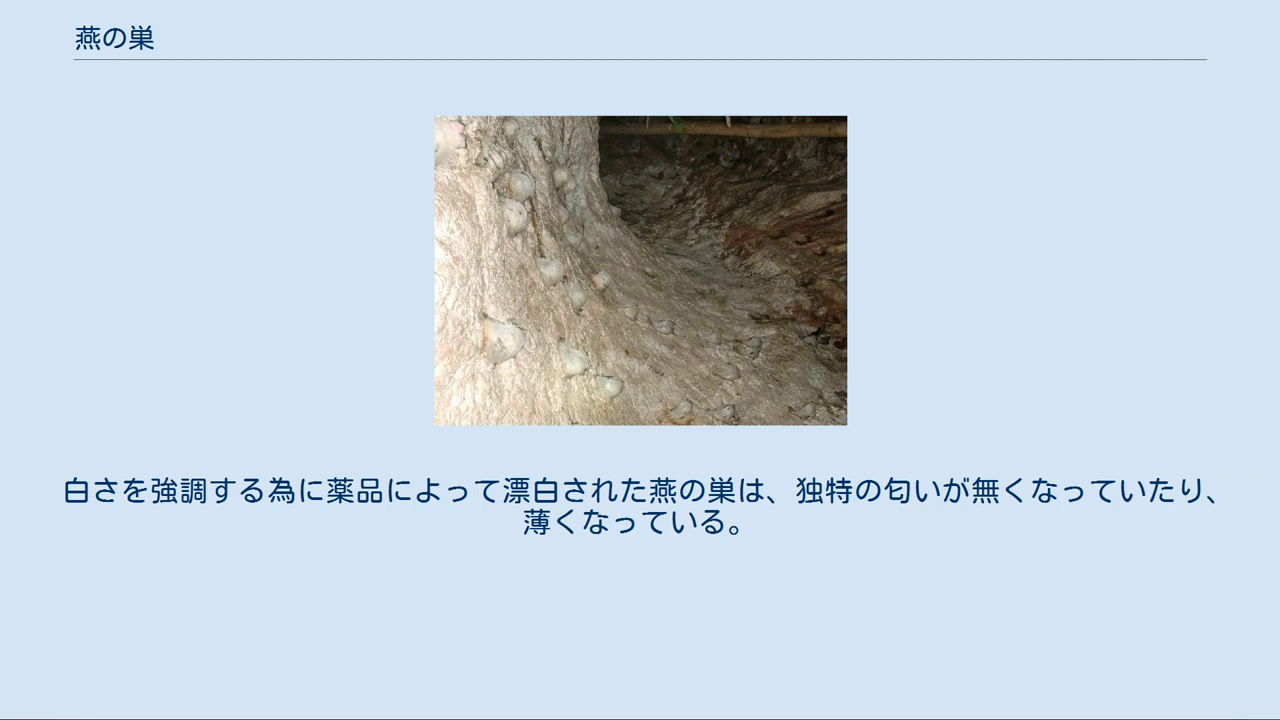 燕の巣
白さを強調する為に薬品によって漂白された燕の巣は、独特の匂いが無くなっていたり、
薄くなっている。